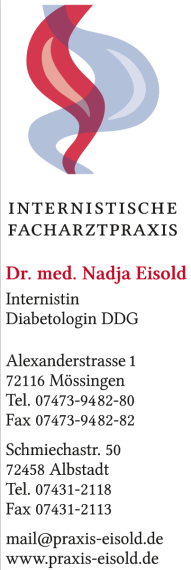 INTERNISTISCHE
FACHARZTPRAXIS
Dr. med. Nadja Eisold
Internistin
Diabetologin DDG
Alexanderstrasse 1
72116 Mössingen
Tel. 07473-9482-80
Fax 07473-9482-82
Schmiechastr. 50
72458 Albstadt
Tel. 07431-2118
Fax 07431-2113
mail@praxis-eisold.de
www.praxis-eisold.de